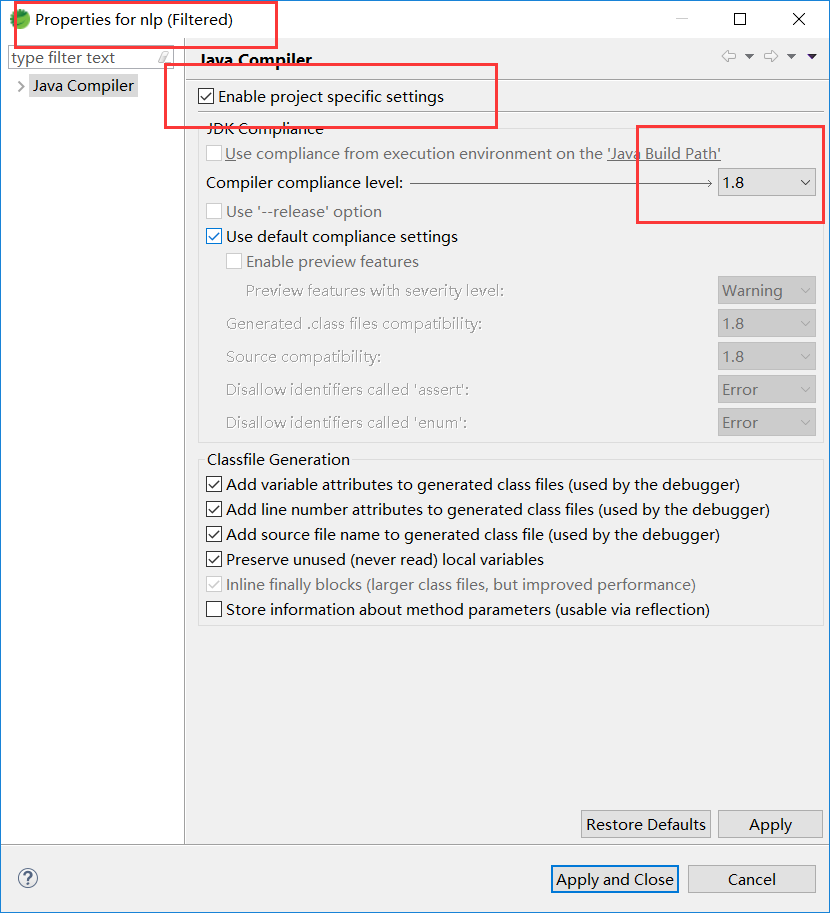 Properties for nlp (Filtered)
type filter text
Java Compiler
Java Compiler
Enable project specific settings
JDK Compliance
Use compliance from execution environment on the 'Java Build Path'
Compiler compliance level: 1.8
Use '--release' option
Use default compliance settings
Enable preview features
Preview features with severity level: Warning
Generated .class files compatibility: 1.8
Source compatibility: 1.8
Disallow identifiers called 'assert': Error
Disallow identifiers called 'enum': Error
Classfile Generation
Add variable attributes to generated class files (used by the debugger)
Add line number attributes to generated class files (used by the debugger)
Add source file name to generated class file (used by the debugger)
Preserve unused (never read) local variables
Inline finally blocks (larger class files, but improved performance)
Store information about method parameters (usable via reflection)
Restore Defaults Apply
? Apply and Close Cancel